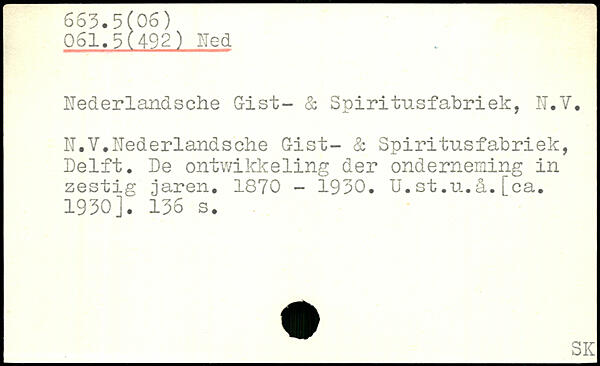 663.5(06)
061.5(492) Ned
Nederlandsche Gist- & Spiritusfabriek, N.V.
N.V.Nederlandsche Gist- & Spiritusfabriek,
Delft. De ontwikkeling der onderneming in
zestig jaren. 1870 - 1930. U.st.u.å.[ca.
1930]. 136 s.
SK